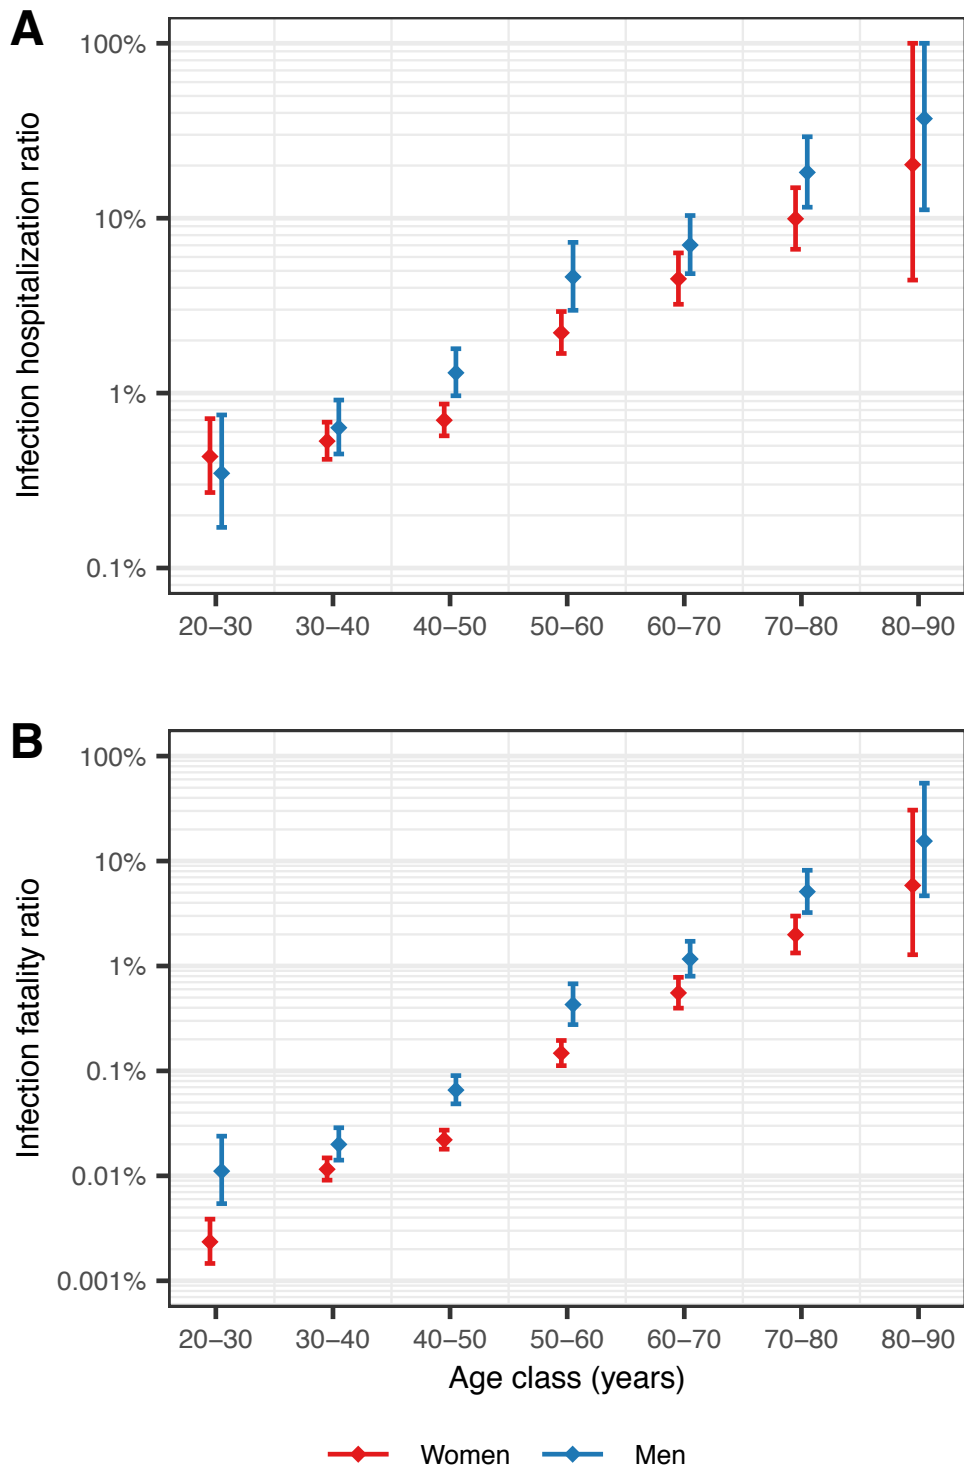 A
Infection hospitalization ratio
100%
10%
1%
0.1%
20–30 30–40 40–50 50–60 60–70 70–80 80–90
B
Infection fatality ratio
100%
10%
1%
0.1%
0.01%
0.001%
20–30 30–40 40–50 50–60 60–70 70–80 80–90
Age class (years)
Women Men